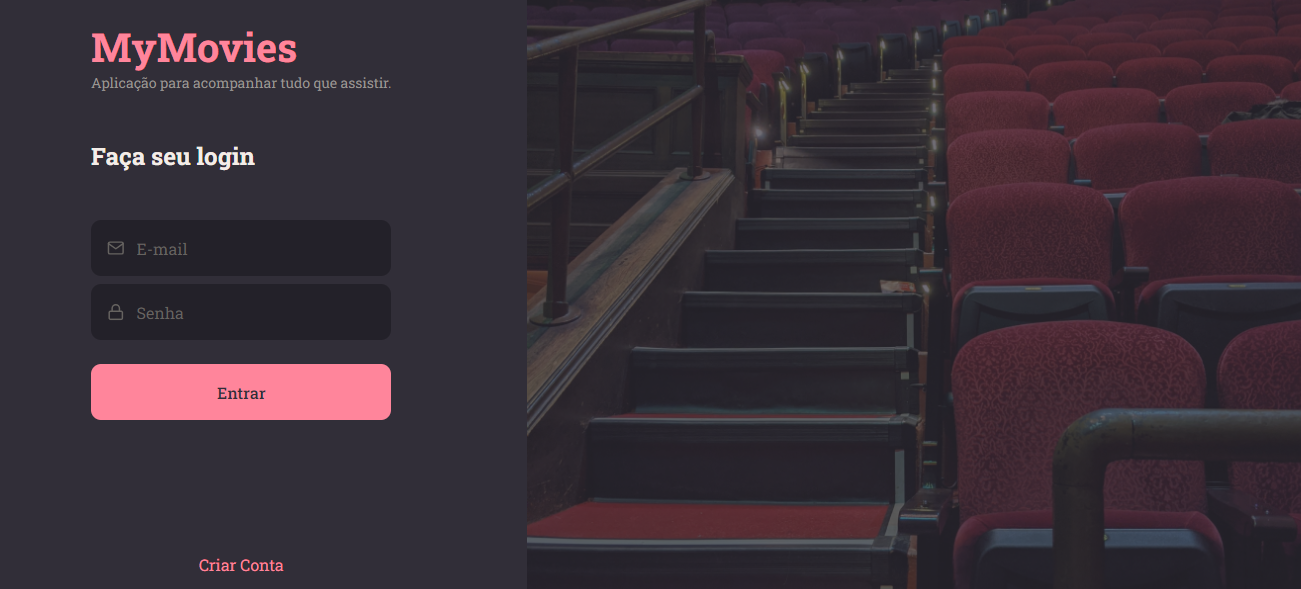 MyMovies
Aplicação para acompanhar tudo que assistir.
Faça seu login
E-mail
Senha
Entrar
Criar Conta